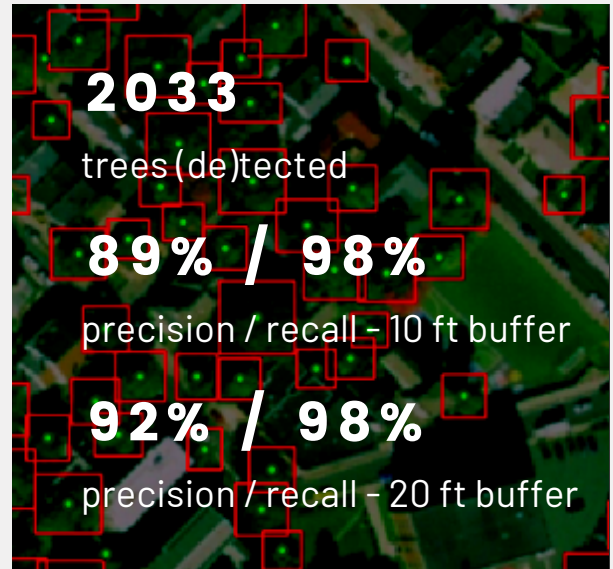 2033
trees (de)tected
89% / 98%
precision / recall - 10 ft buffer
92% / 98%
precision / recall - 20 ft buffer